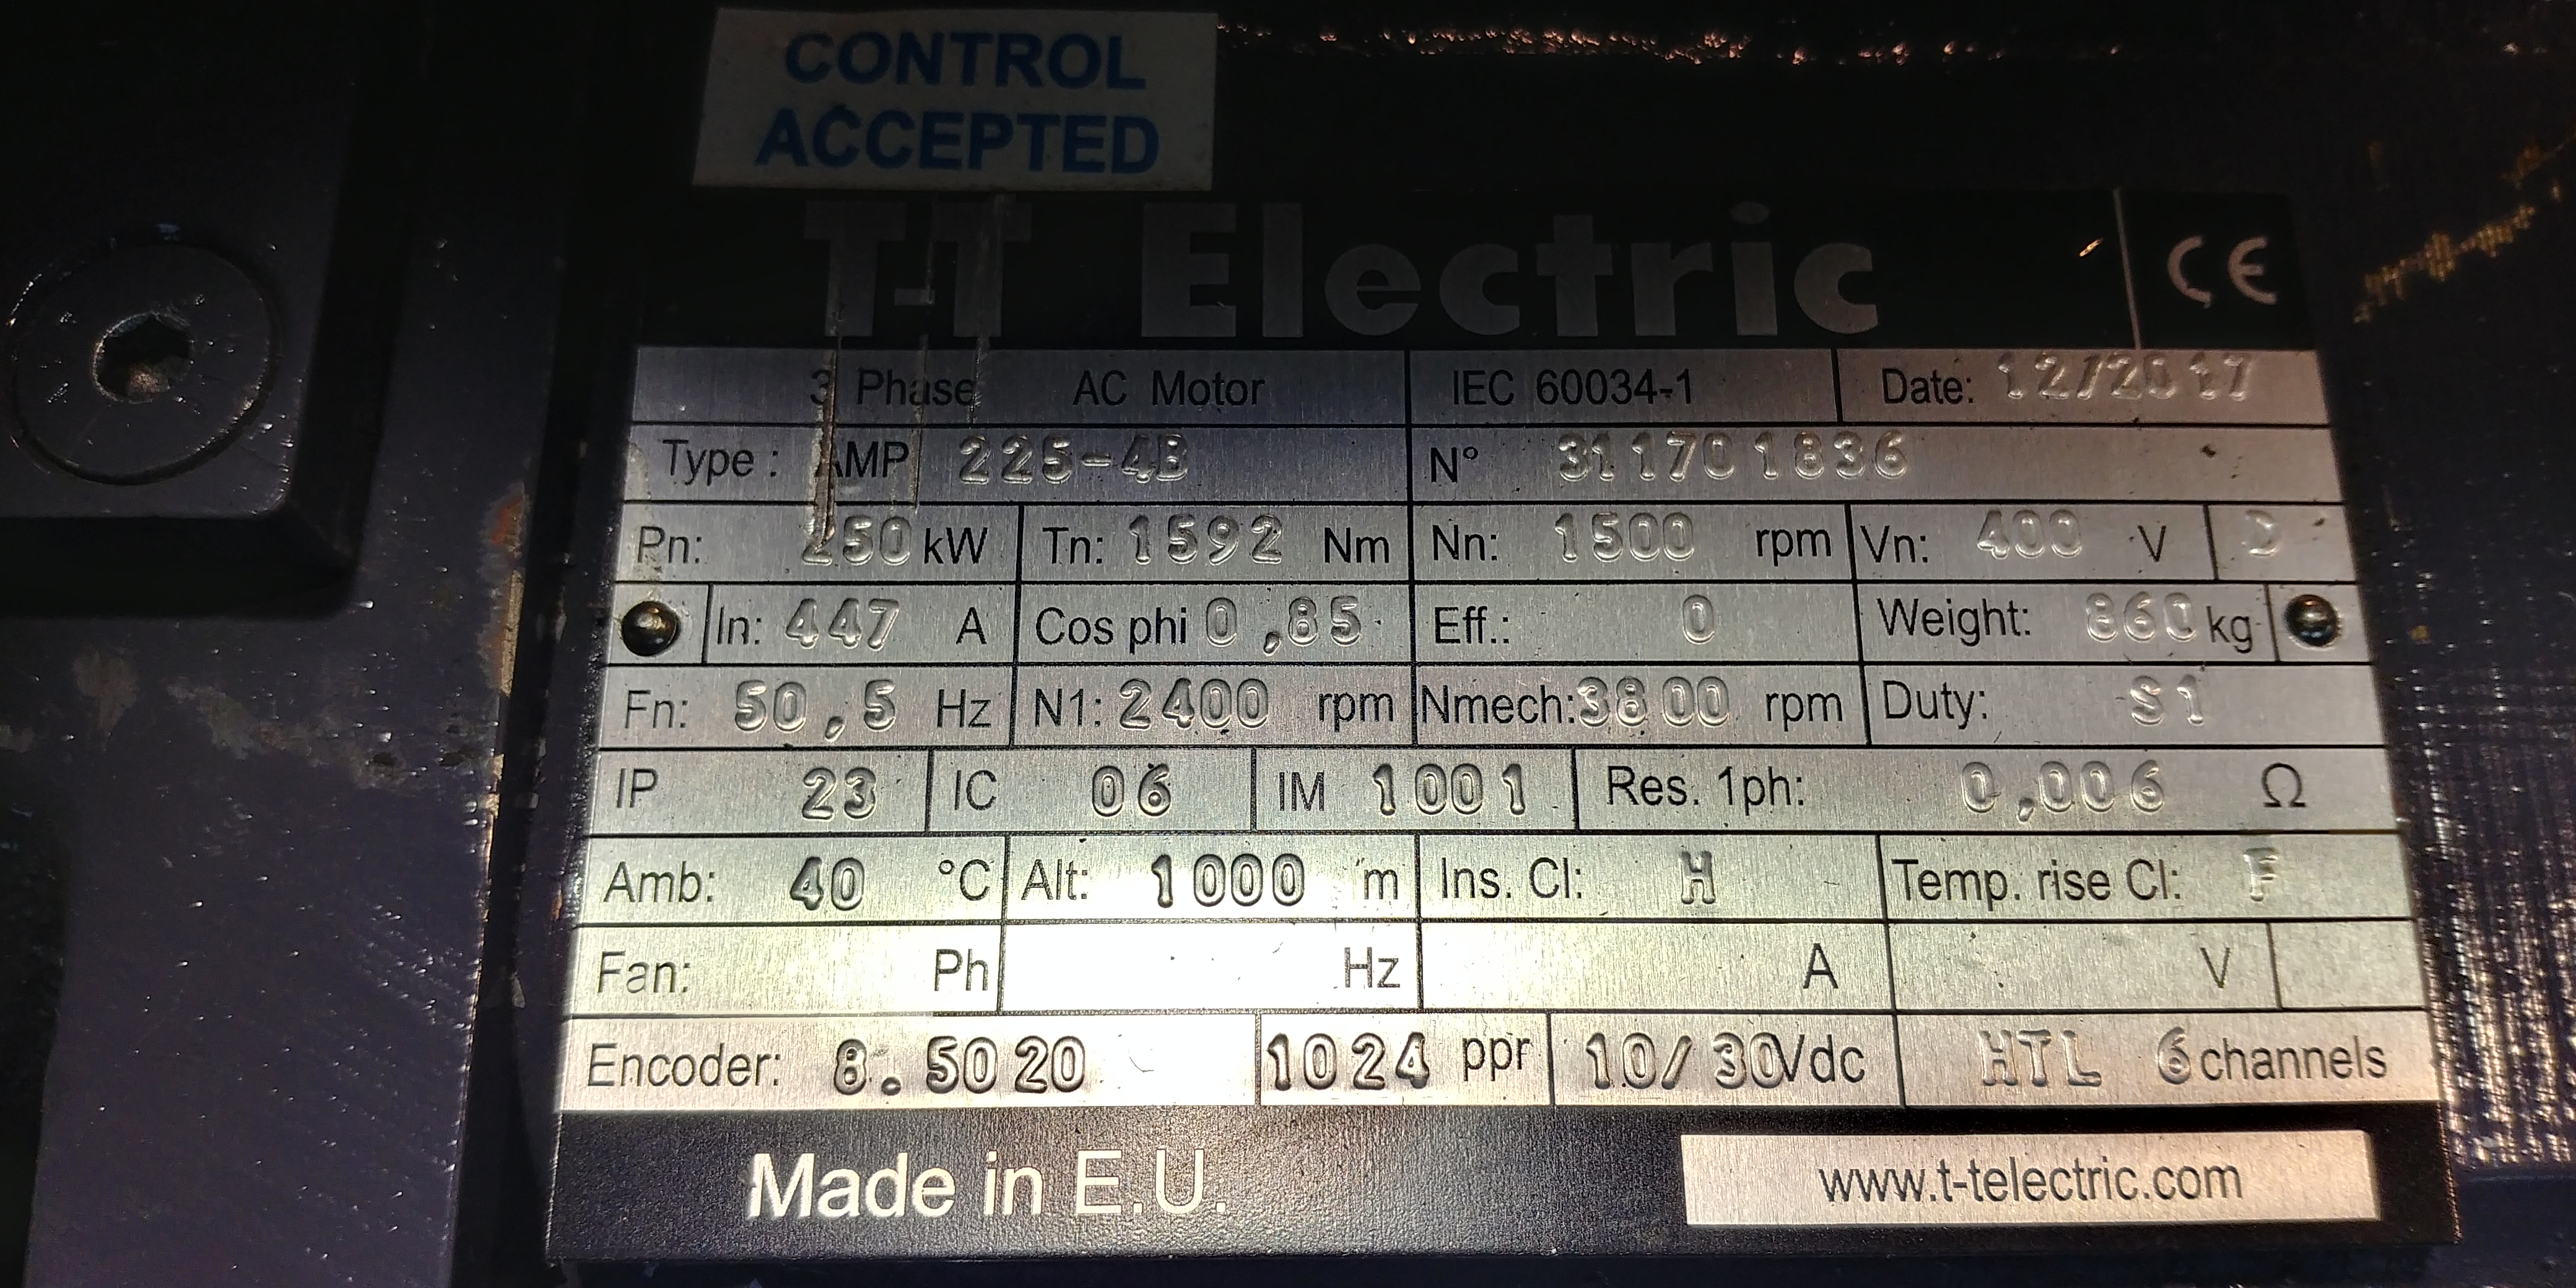 CONTROL
ACCEPTED
T-T Electric CE
3 Phase AC Motor IEC 60034-1 Date: 12/2017
Type : AMP 225-4B N° 311701836
Pn: 250 kW Tn: 1592 Nm Nn: 1500 rpm Vn: 400 V D
In: 447 A Cos phi 0,85 Eff.: 0 Weight: 860 kg
Fn: 50,5 Hz N1: 2400 rpm Nmech: 3800 rpm Duty: S1
IP 23 IC 06 IM 1001 Res. 1ph: 0,006 Ω
Amb: 40 °C Alt: 1000 m Ins. Cl: H Temp. rise Cl: F
Fan: Ph Hz A V
Encoder: 8.5020 1024 ppr 10/30Vdc HTL 6 channels
Made in E.U. www.t-telectric.com